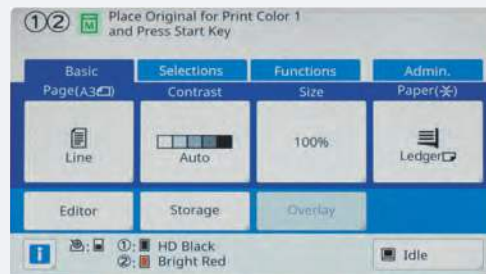 ①② M Place Original for Print Color 1
and Press Start Key
Basic Selections Functions Admin.
Page(A3) Contrast Size Paper(※)
Line Auto 100% Ledger
Editor Storage Overlay
i ①: HD Black
②: Bright Red
Idle